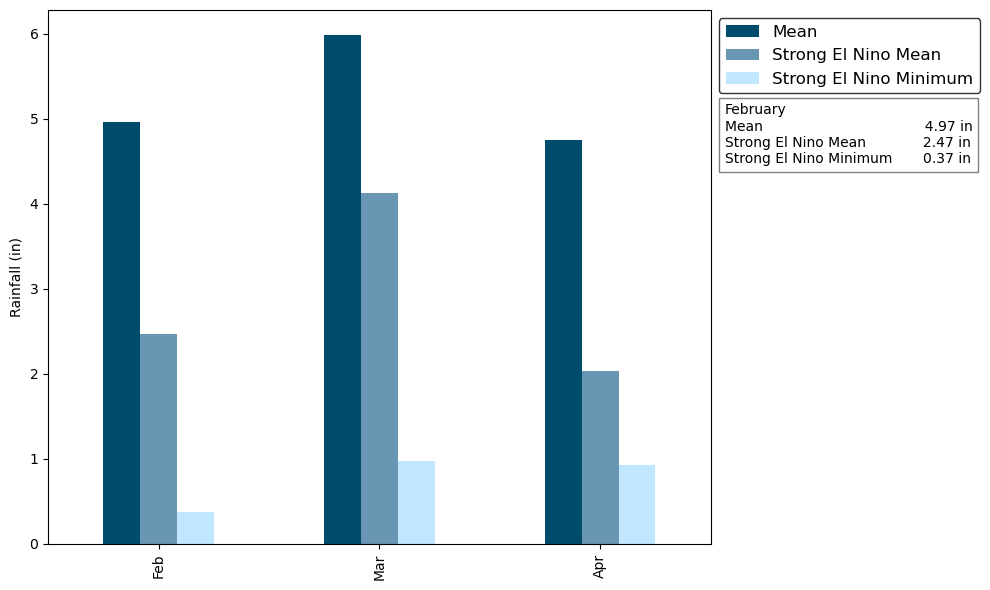 Mean
Strong El Nino Mean
Strong El Nino Minimum
February
Mean 4.97 in
Strong El Nino Mean 2.47 in
Strong El Nino Minimum 0.37 in
Rainfall (in)
6
5
4
3
2
1
0
Feb
Mar
Apr